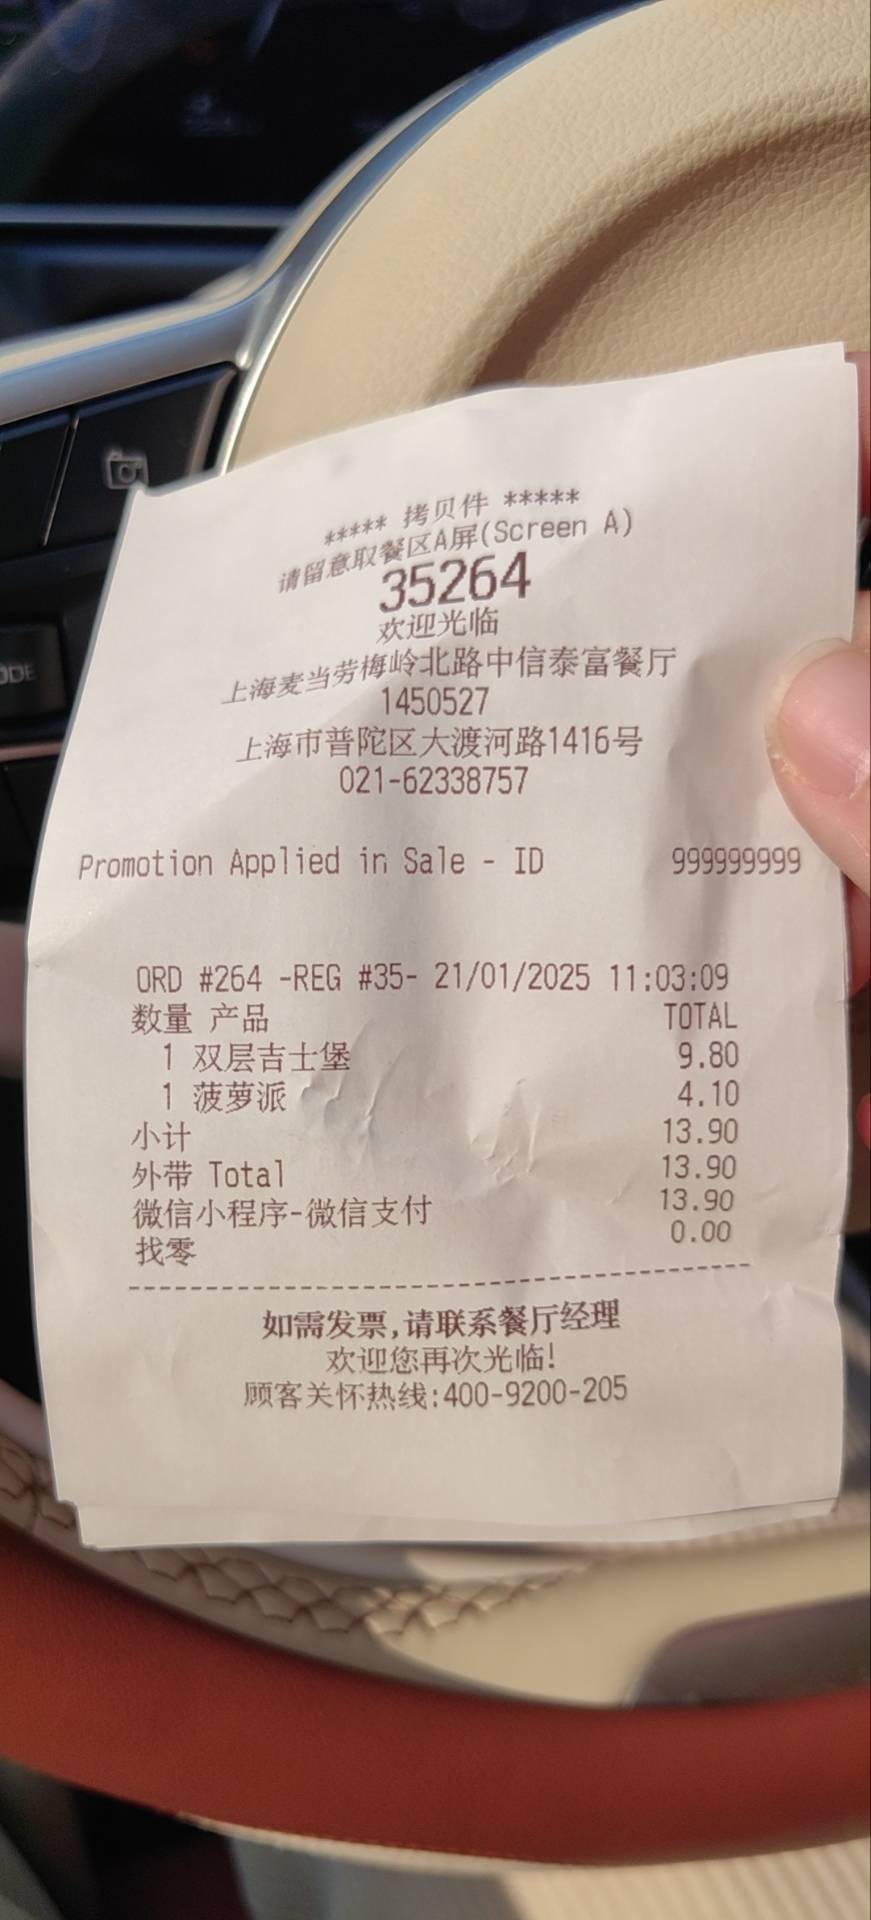 ***** 拷贝件 *****
请留意取餐区A屏(Screen A)
35264
欢迎光临
上海麦当劳梅岭北路中信泰富餐厅
1450527
上海市普陀区大渡河路1416号
021-62338757
Promotion Applied in Sale - ID 999999999
ORD #264 -REG #35- 21/01/2025 11:03:09
数量 产品 TOTAL
1 双层吉士堡 9.80
1 菠萝派 4.10
小计 13.90
外带 Total 13.90
微信小程序-微信支付 13.90
找零 0.00
--------------------------------
如需发票,请联系餐厅经理
欢迎您再次光临!
顾客关怀热线:400-9200-205